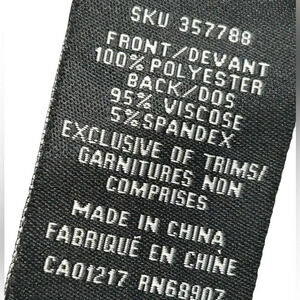 SKU 357788
FRONT/DEVANT
100% POLYESTER
BACK/DOS
95% VISCOSE
5% SPANDEX
EXCLUSIVE OF TRIMS/
GARNITURES NON
COMPRISES
MADE IN CHINA
FABRIQUÉ EN CHINE
CA01217 RN68907